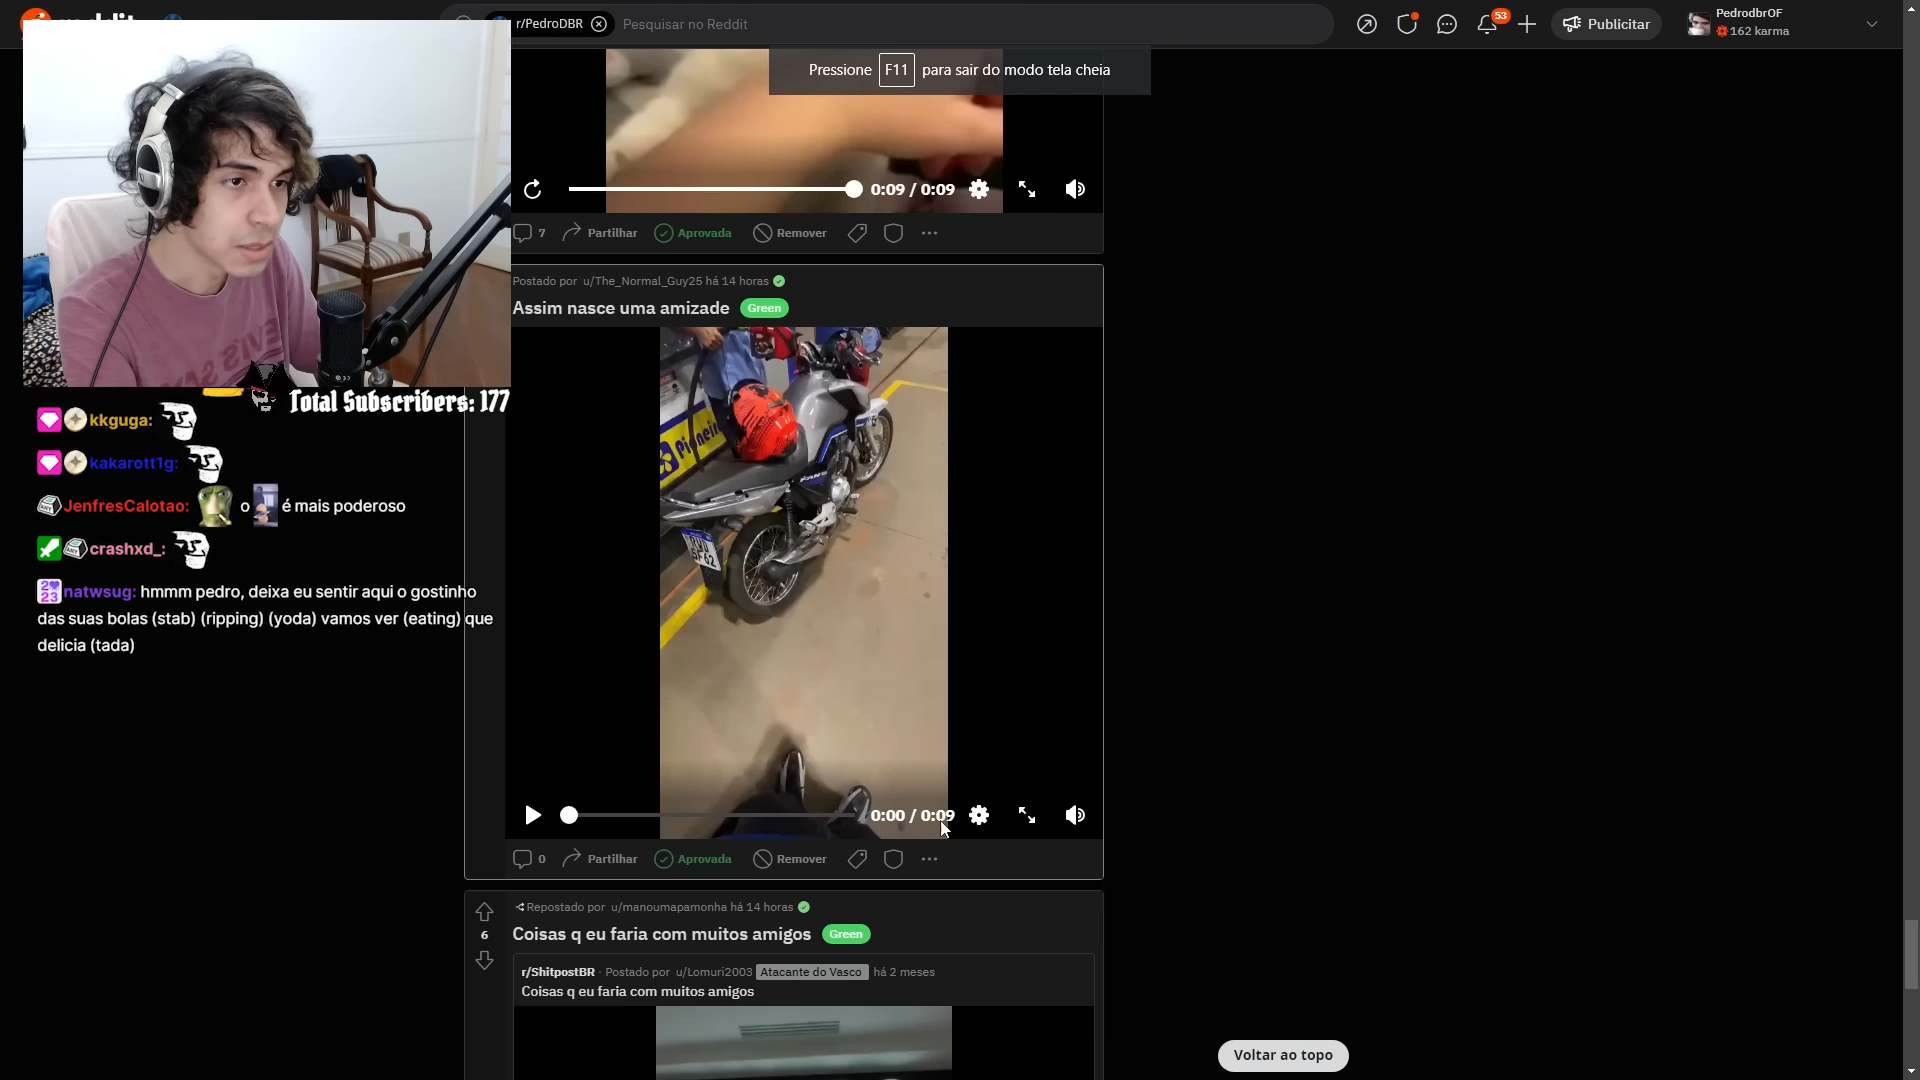 r/PedroDBR
Pesquisar no Reddit
53
Publicitar
PedrodbrOF
162 karma
Pressione F11 para sair do modo tela cheia
0:09 / 0:09
7
Partilhar
Aprovada
Remover
Postado por u/The_Normal_Guy25 há 14 horas
Assim nasce uma amizade
Green
Total Subscribers: 177
kkguga:
kakarott1g:
JenfresCalotao: o é mais poderoso
crashxd_:
natwsug: hmmm pedro, deixa eu sentir aqui o gostinho
das suas bolas (stab) (ripping) (yoda) vamos ver (eating) que
delicia (tada)
0:00 / 0:09
0
Partilhar
Aprovada
Remover
Repostado por u/manoumapamonha há 14 horas
6
Coisas q eu faria com muitos amigos
Green
r/ShitpostBR · Postado por u/Lomuri2003 Atacante do Vasco há 2 meses
Coisas q eu faria com muitos amigos
Voltar ao topo